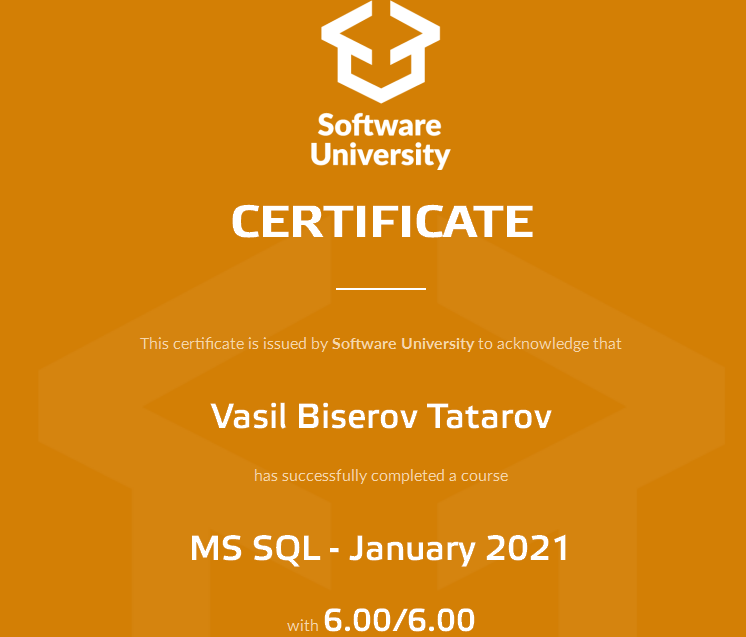 Software
University
CERTIFICATE
This certificate is issued by Software University to acknowledge that
Vasil Biserov Tatarov
has successfully completed a course
MS SQL - January 2021
with 6.00/6.00